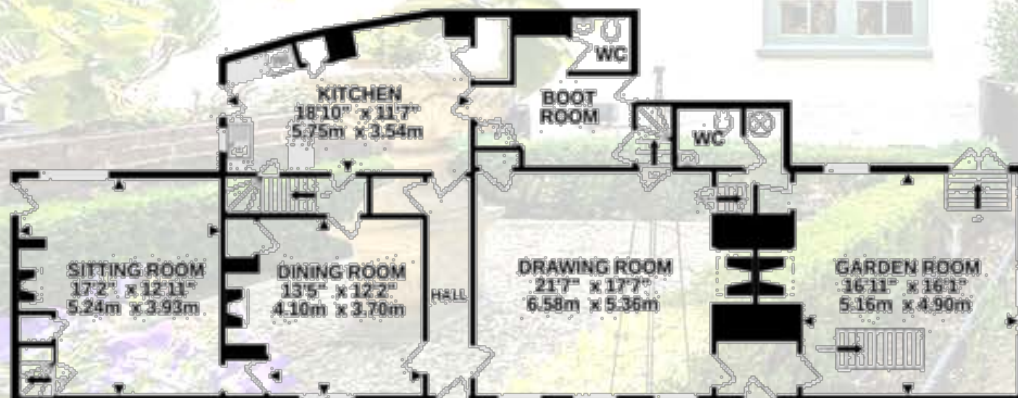 WC
KITCHEN
18'10" x 11'7"
5.75m x 3.54m
BOOT
ROOM
WC
SITTING ROOM
17'2" x 12'11"
5.24m x 3.93m
DINING ROOM
13'5" x 12'2"
4.10m x 3.70m
HALL
DRAWING ROOM
21'7" x 17'7"
6.58m x 5.36m
GARDEN ROOM
16'11" x 16'1"
5.16m x 4.90m